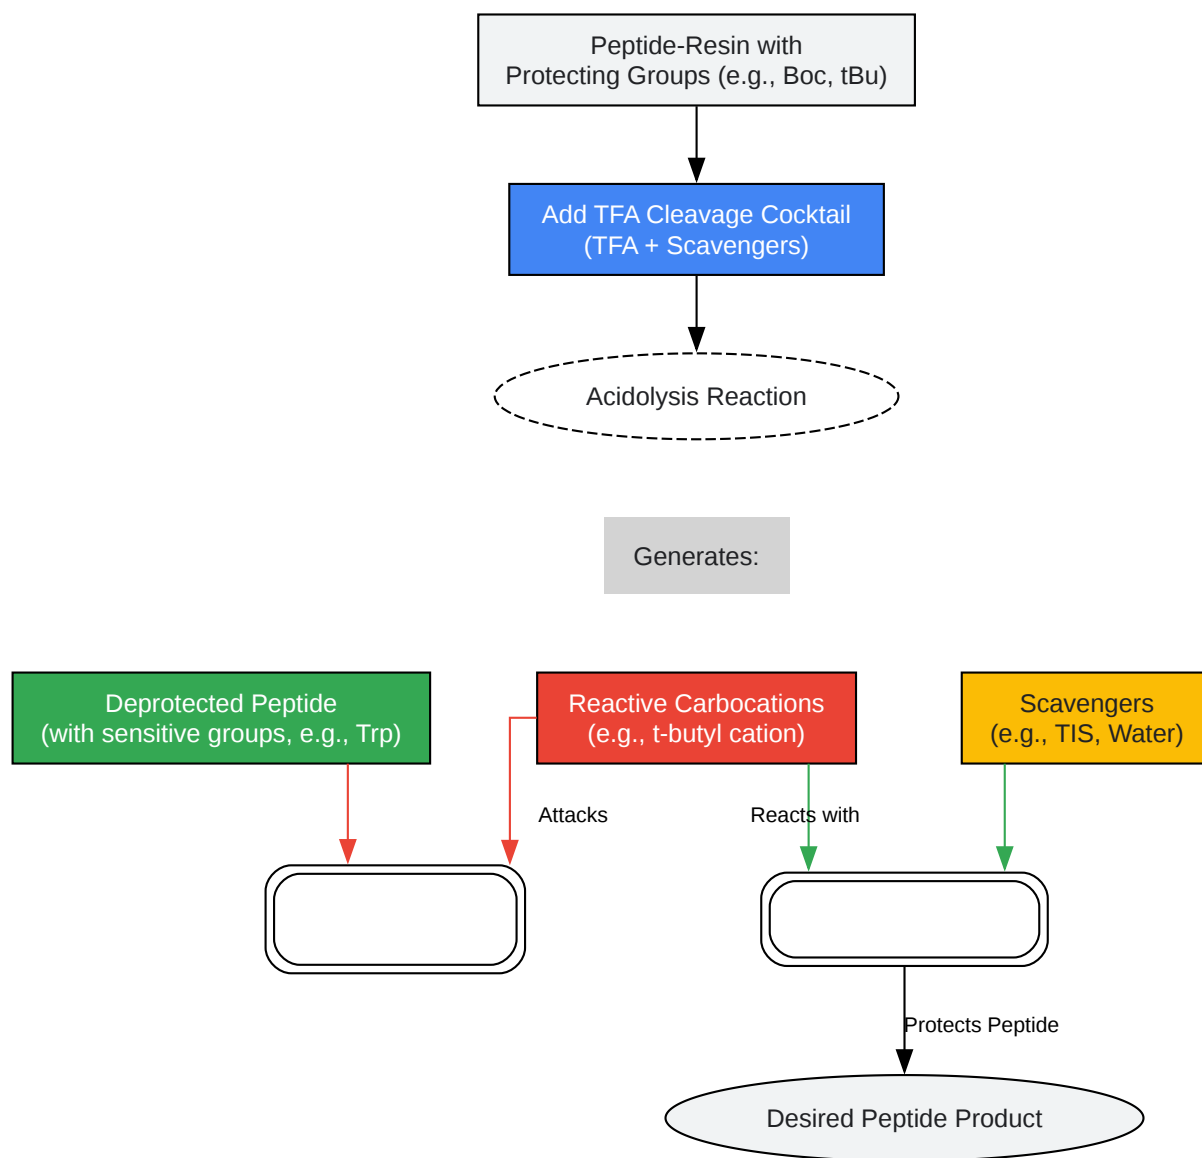 Peptide-Resin with
Protecting Groups (e.g., Boc, tBu)
Add TFA Cleavage Cocktail
(TFA + Scavengers)
Acidolysis Reaction
Generates:
Deprotected Peptide
(with sensitive groups, e.g., Trp)
Reactive Carbocations
(e.g., t-butyl cation)
Scavengers
(e.g., TIS, Water)
Attacks
Reacts with
Protects Peptide
Desired Peptide Product